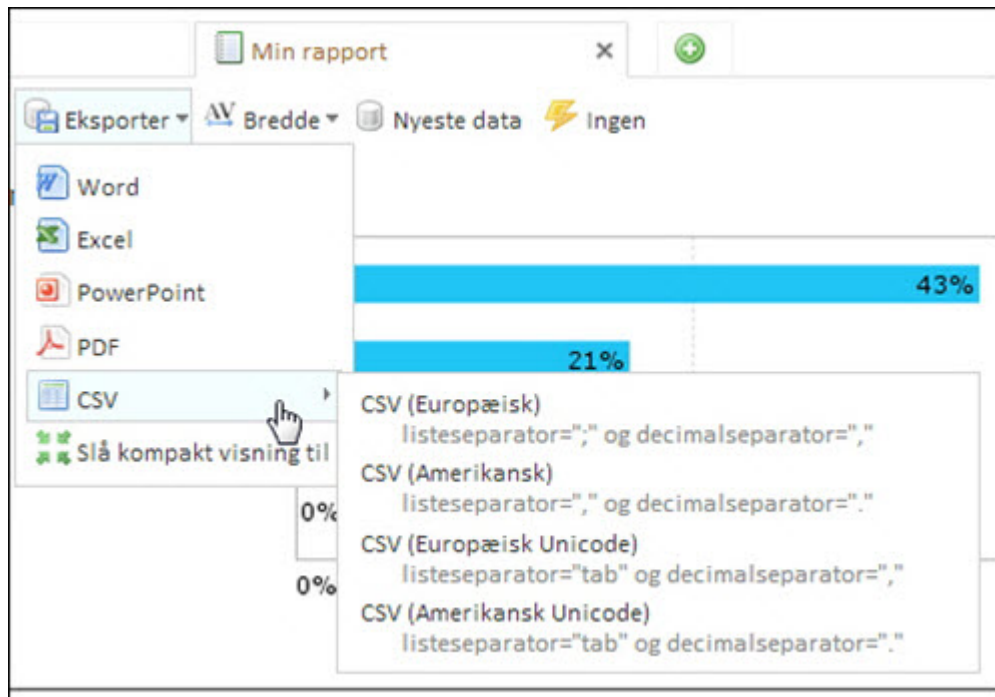 Min rapport
Eksporter Bredde Nyeste data Ingen
Word
Excel
PowerPoint
PDF
CSV
Slå kompakt visning til
43%
21%
0%
0%
CSV (Europæisk)
listeseparator=";" og decimalseparator=","
CSV (Amerikansk)
listeseparator="," og decimalseparator="."
CSV (Europæisk Unicode)
listeseparator="tab" og decimalseparator=","
CSV (Amerikansk Unicode)
listeseparator="tab" og decimalseparator="."